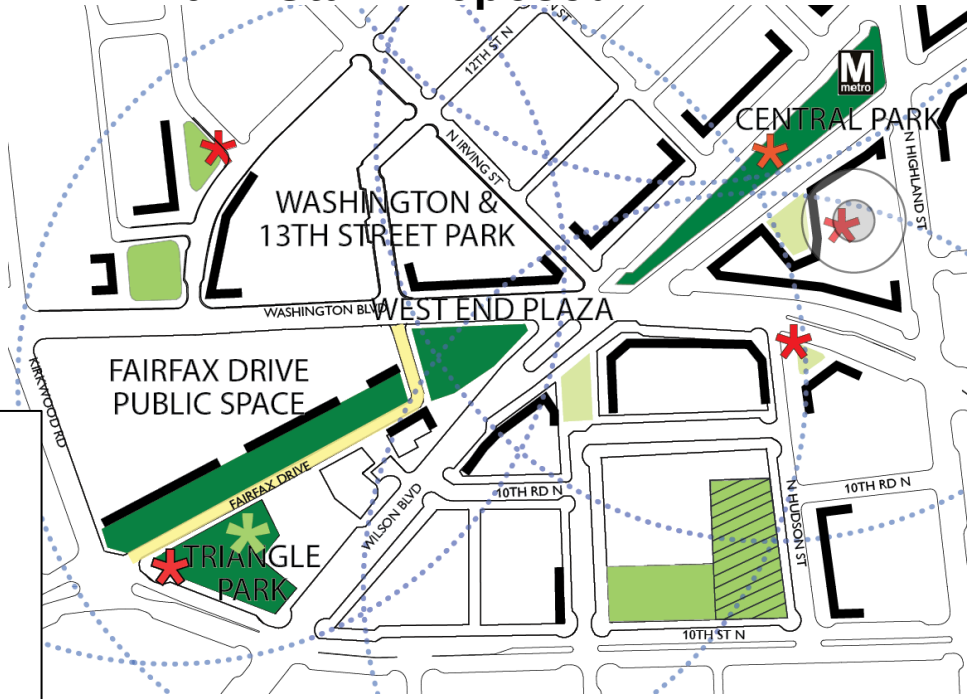 12TH ST N
ST
M
metro
CENTRAL PARK
N IRVING ST
N HIGHLAND ST
WASHINGTON &
13TH STREET PARK
WASHINGTON BLVD
WEST END PLAZA
KIRKWOOD RD
FAIRFAX DRIVE
PUBLIC SPACE
FAIRFAX DRIVE
WILSON BLVD
10TH RD N
N HUDSON ST
10TH RD N
TRIANGLE
PARK
10TH ST N